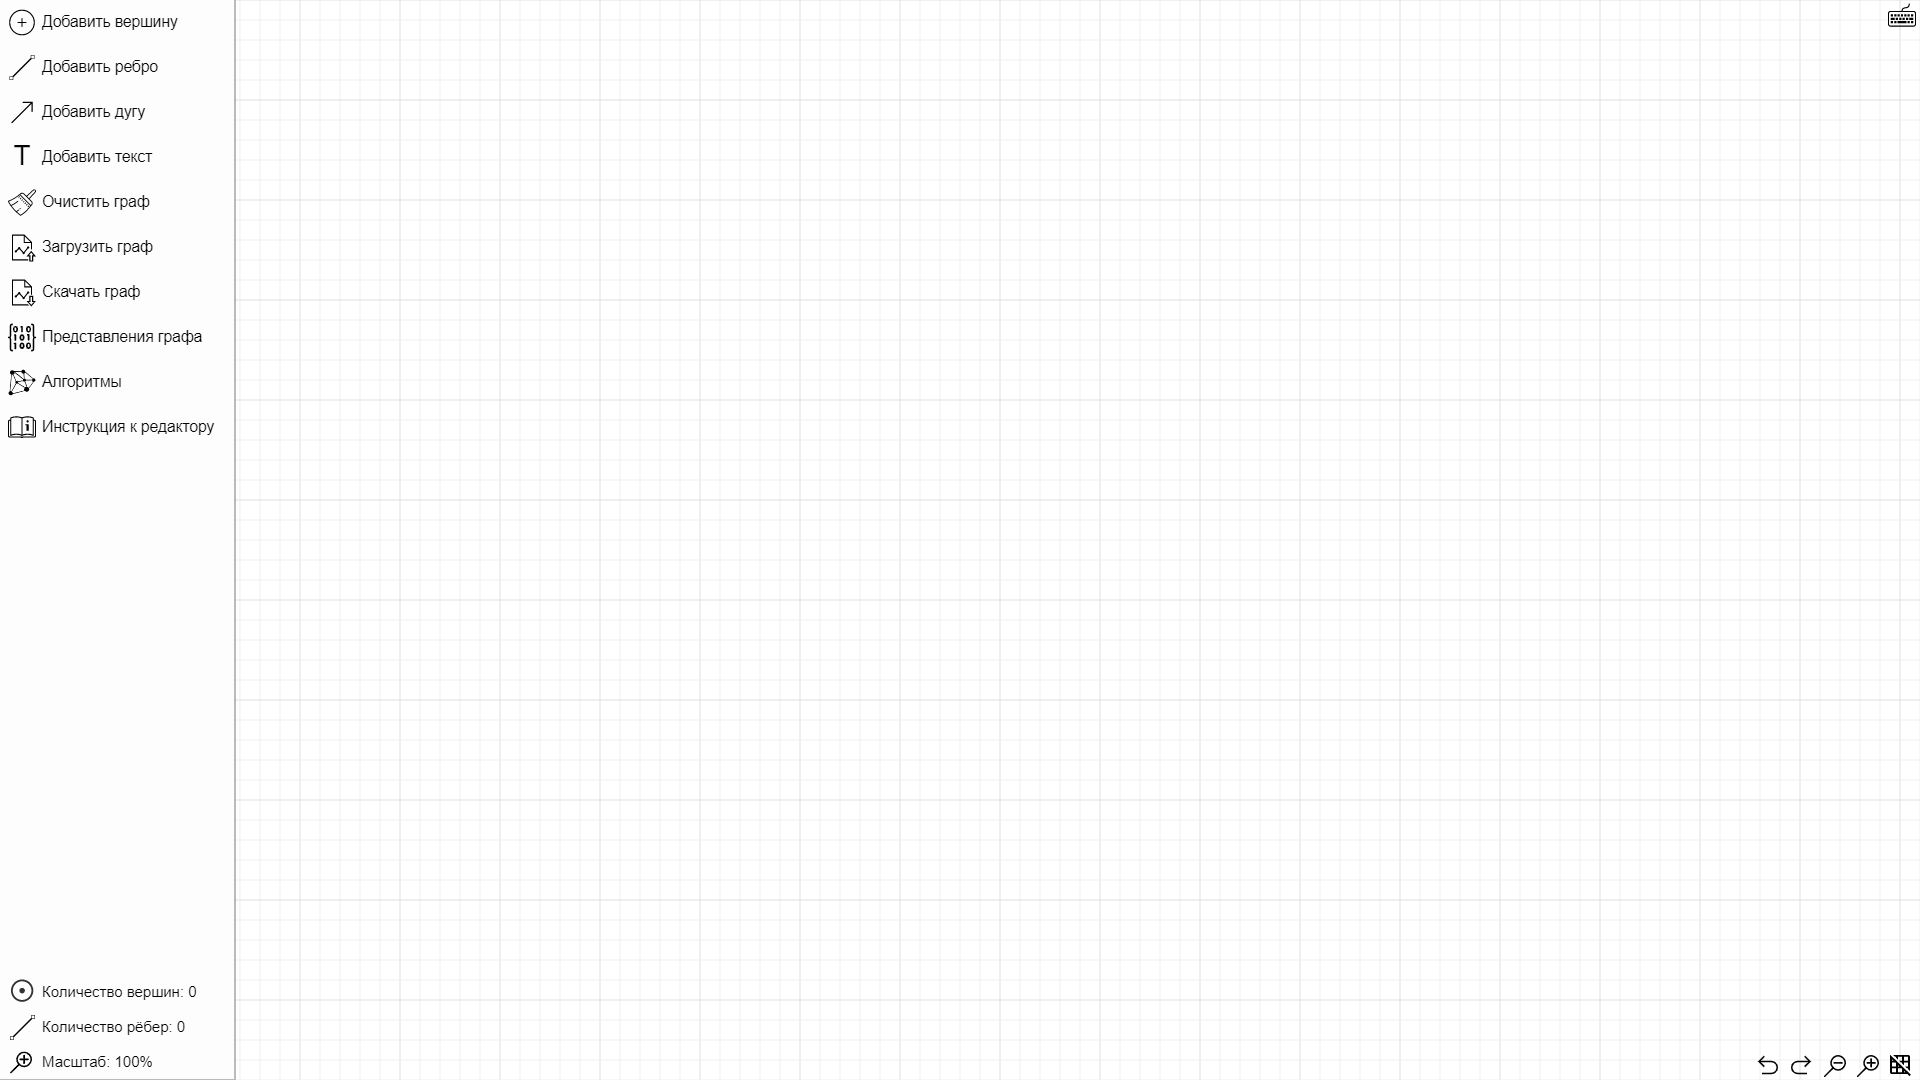 Добавить вершину
Добавить ребро
Добавить дугу
T Добавить текст
Очистить граф
Загрузить граф
Скачать граф
Представления графа
Алгоритмы
Инструкция к редактору
Количество вершин: 0
Количество рёбер: 0
Масштаб: 100%